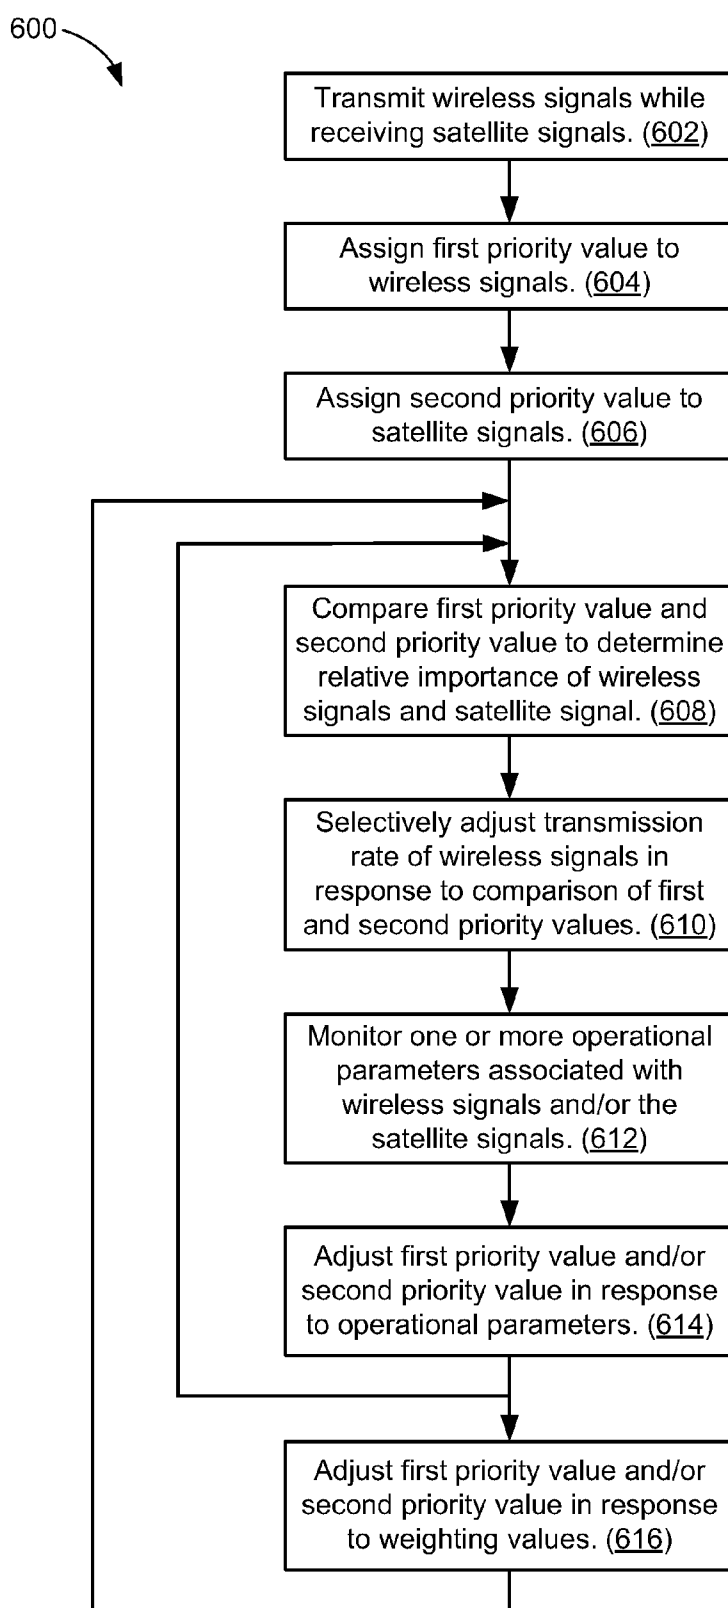 600
Transmit wireless signals while
receiving satellite signals. (602)
Assign first priority value to
wireless signals. (604)
Assign second priority value to
satellite signals. (606)
Compare first priority value and
second priority value to determine
relative importance of wireless
signals and satellite signal. (608)
Selectively adjust transmission
rate of wireless signals in
response to comparison of first
and second priority values. (610)
Monitor one or more operational
parameters associated with
wireless signals and/or the
satellite signals. (612)
Adjust first priority value and/or
second priority value in response
to operational parameters. (614)
Adjust first priority value and/or
second priority value in response
to weighting values. (616)